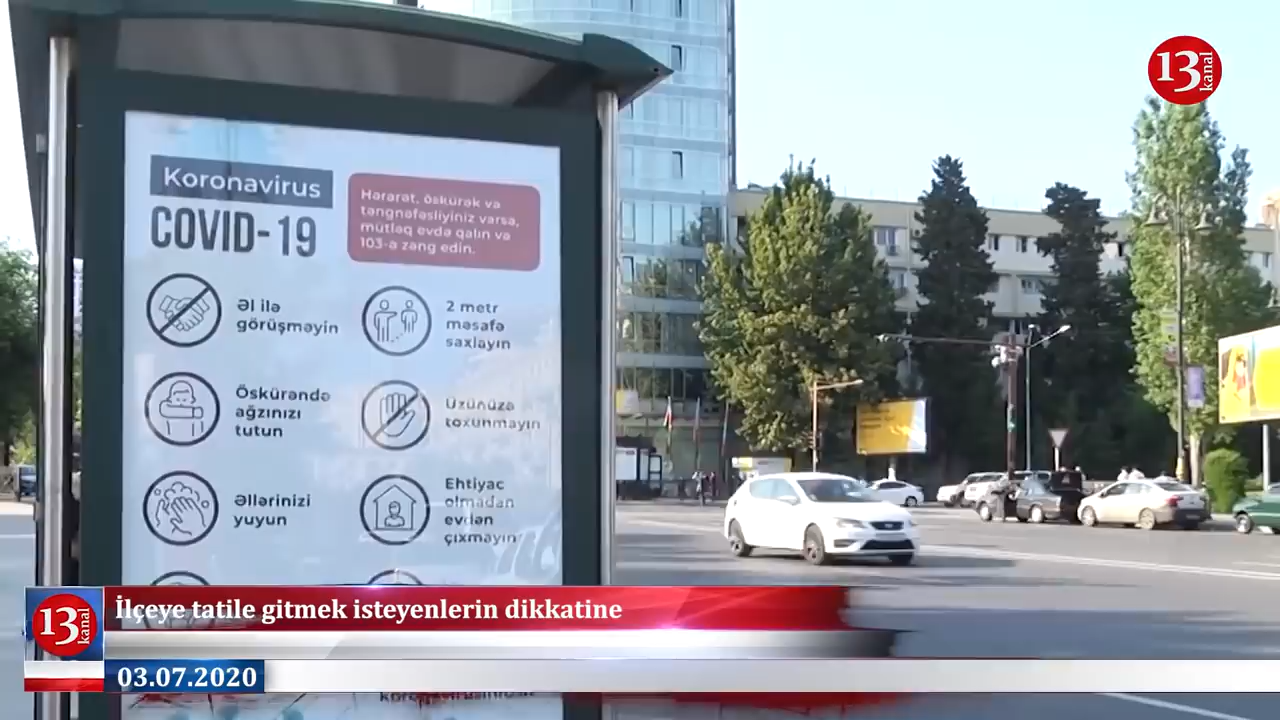 13
kanal
Koronavirus
COVID-19
Hərarət, öskürək və
təngnəfəsliyiniz varsa,
mütləq evdə qalın və
103-ə zəng edin.
Əl ilə
görüşməyin
2 metr
məsafə
saxlayın
Öskürəndə
ağzınızı
tutun
Üzünüzə
toxunmayın
Əllərinizi
yuyun
Ehtiyac
olmadan
evdən
çıxmayın
13
kanal
İlçeye tatile gitmek isteyenlerin dikkatine
03.07.2020